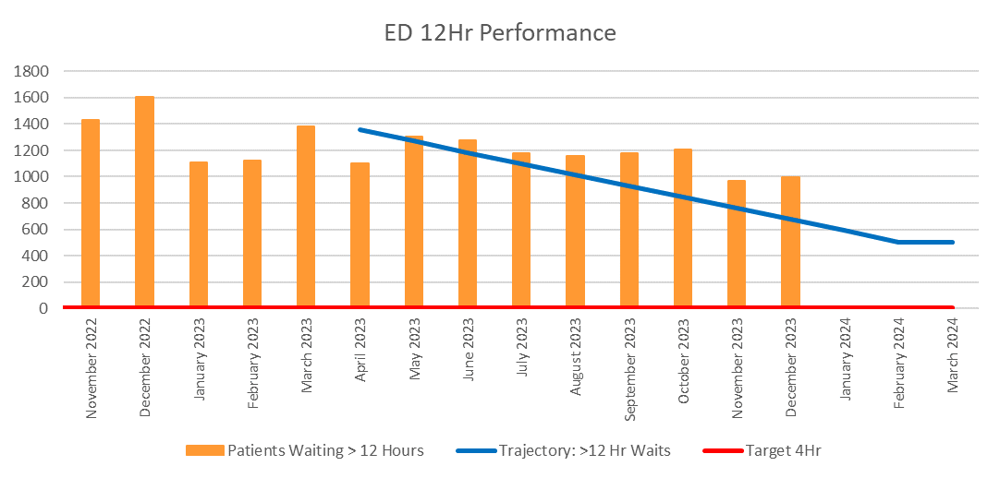 ED 12Hr Performance
1800
1600
1400
1200
1000
800
600
400
200
0
November 2022
December 2022
January 2023
February 2023
March 2023
April 2023
May 2023
June 2023
July 2023
August 2023
September 2023
October 2023
November 2023
December 2023
January 2024
February 2024
March 2024
Patients Waiting > 12 Hours
Trajectory: >12 Hr Waits
Target 4Hr